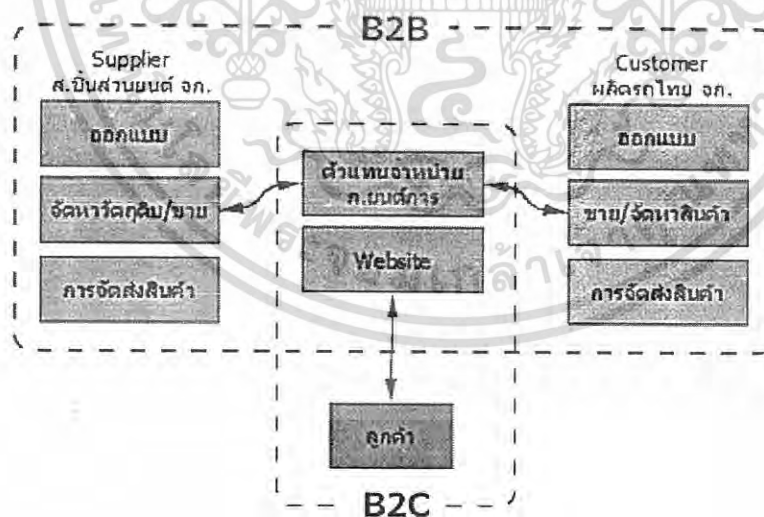 B2B
Supplier
ส.ชิ้นส่วนยนต์ จก.
ออกแบบ
จัดหาวัตถุดิบ/ขาย
การจัดส่งสินค้า
ตัวแทนจำหน่าย
ก.ยนต์การ
Website
Customer
ผลิตรถไทย จก.
ออกแบบ
ขาย/จัดหาสินค้า
การจัดส่งสินค้า
ลูกค้า
B2C